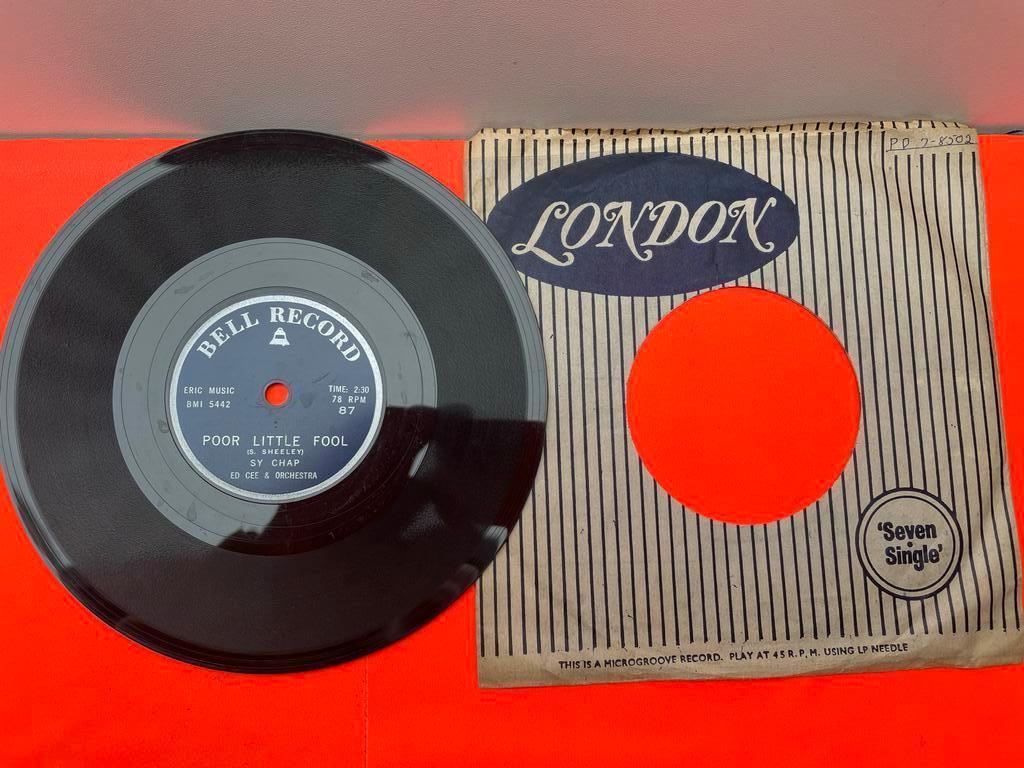 BELL RECORD
ERIC MUSIC
BMI 5442
TIME: 2:30
78 RPM
87
POOR LITTLE FOOL
(S. SHEELEY)
SY CHAP
ED CEE & ORCHESTRA
PD 7-8502
LONDON
'Seven
Single'
THIS IS A MICROGROOVE RECORD. PLAY AT 45 R.P.M. USING LP NEEDLE